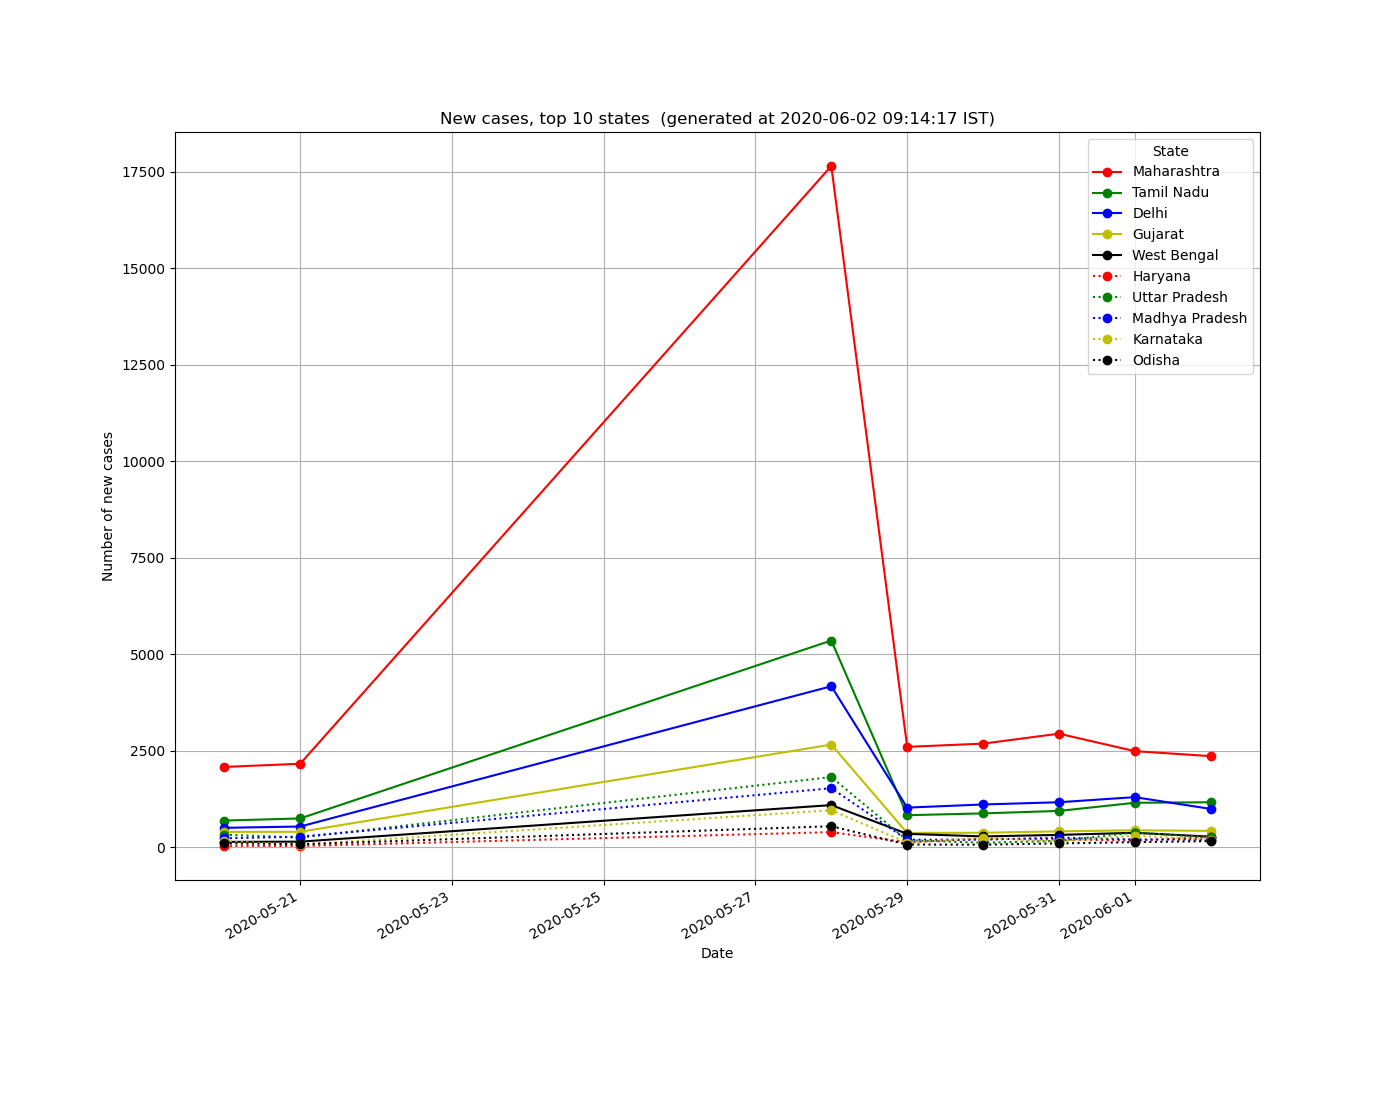 New cases, top 10 states  (generated at 2020-06-02 09:14:17 IST)
State
Maharashtra
Tamil Nadu
Delhi
Gujarat
West Bengal
Haryana
Uttar Pradesh
Madhya Pradesh
Karnataka
Odisha
17500
15000
12500
10000
7500
5000
2500
0
Number of new cases
2020-05-21
2020-05-23
2020-05-25
2020-05-27
2020-05-29
2020-05-31
2020-06-01
Date